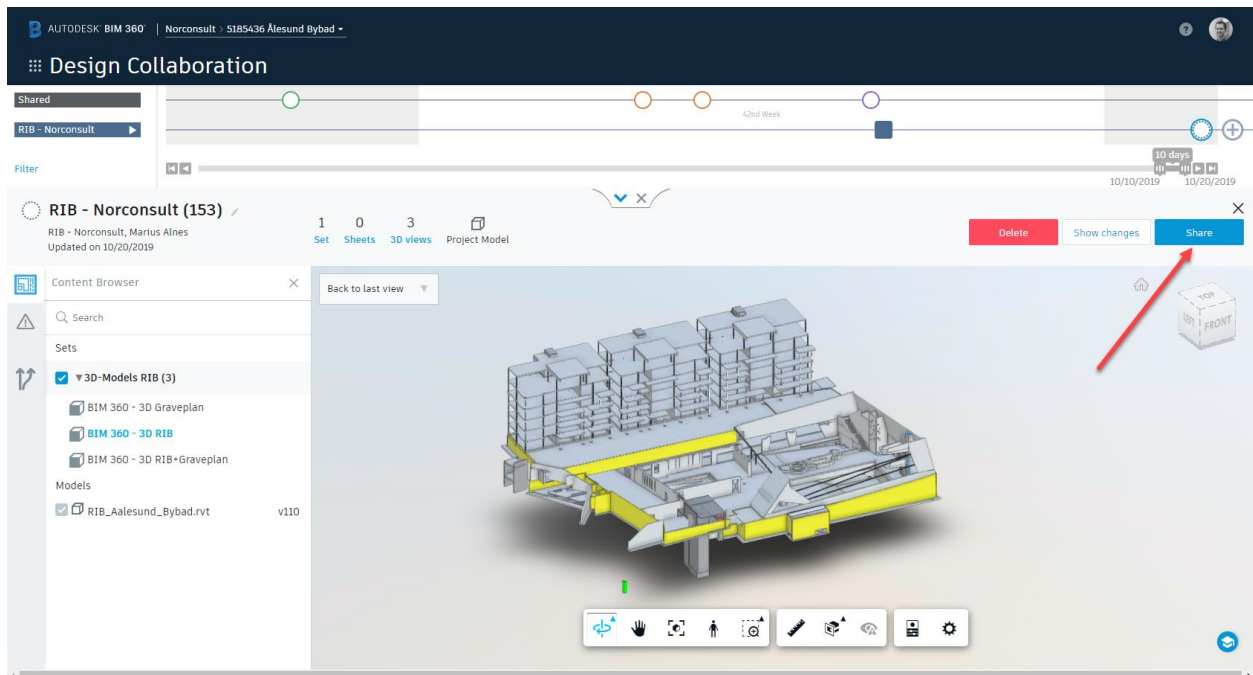 AUTODESK® BIM 360® | Norconsult > 5185436 Ålesund Bybad
Design Collaboration
Shared
42nd Week
RIB - Norconsult
10 days
Filter
10/10/2019 10/20/2019
RIB - Norconsult (153)
RIB - Norconsult, Marius Alnes
Updated on 10/20/2019
1 0 3
Set Sheets 3D views Project Model
Delete Show changes Share
Content Browser
Back to last view
Search
Sets
3D-Models RIB (3)
BIM 360 - 3D Graveplan
BIM 360 - 3D RIB
BIM 360 - 3D RIB+Graveplan
Models
RIB_Aalesund_Bybad.rvt v110
TOP
LEFT FRONT